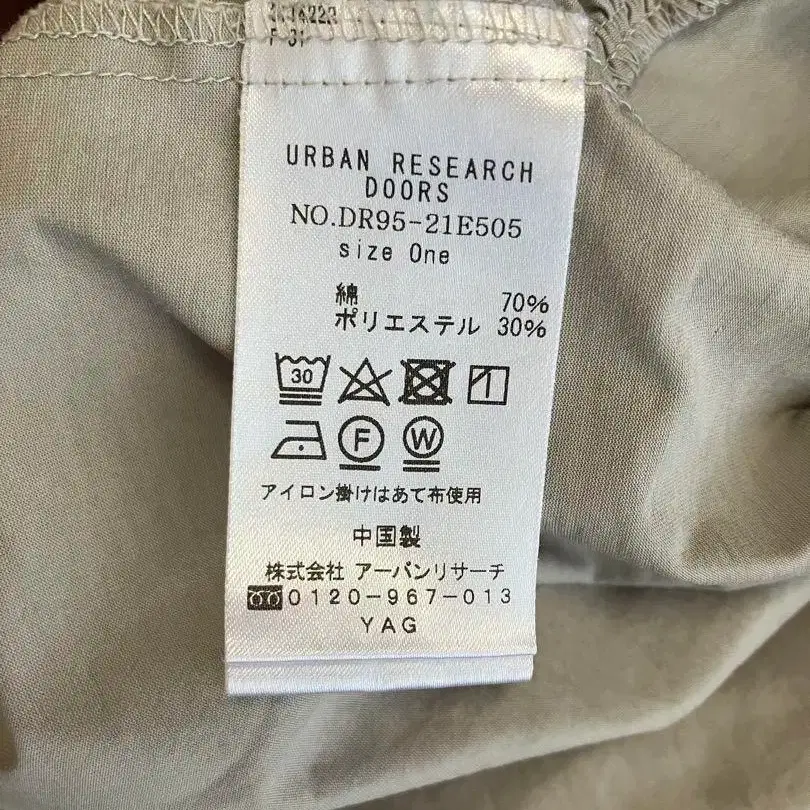 URBAN RESEARCH
DOORS
NO.DR95-21E505
size One
綿 70%
ポリエステル 30%
30
F W
アイロン掛けはあて布使用
中国製
株式会社 アーバンリサーチ
0120-967-013
YAG